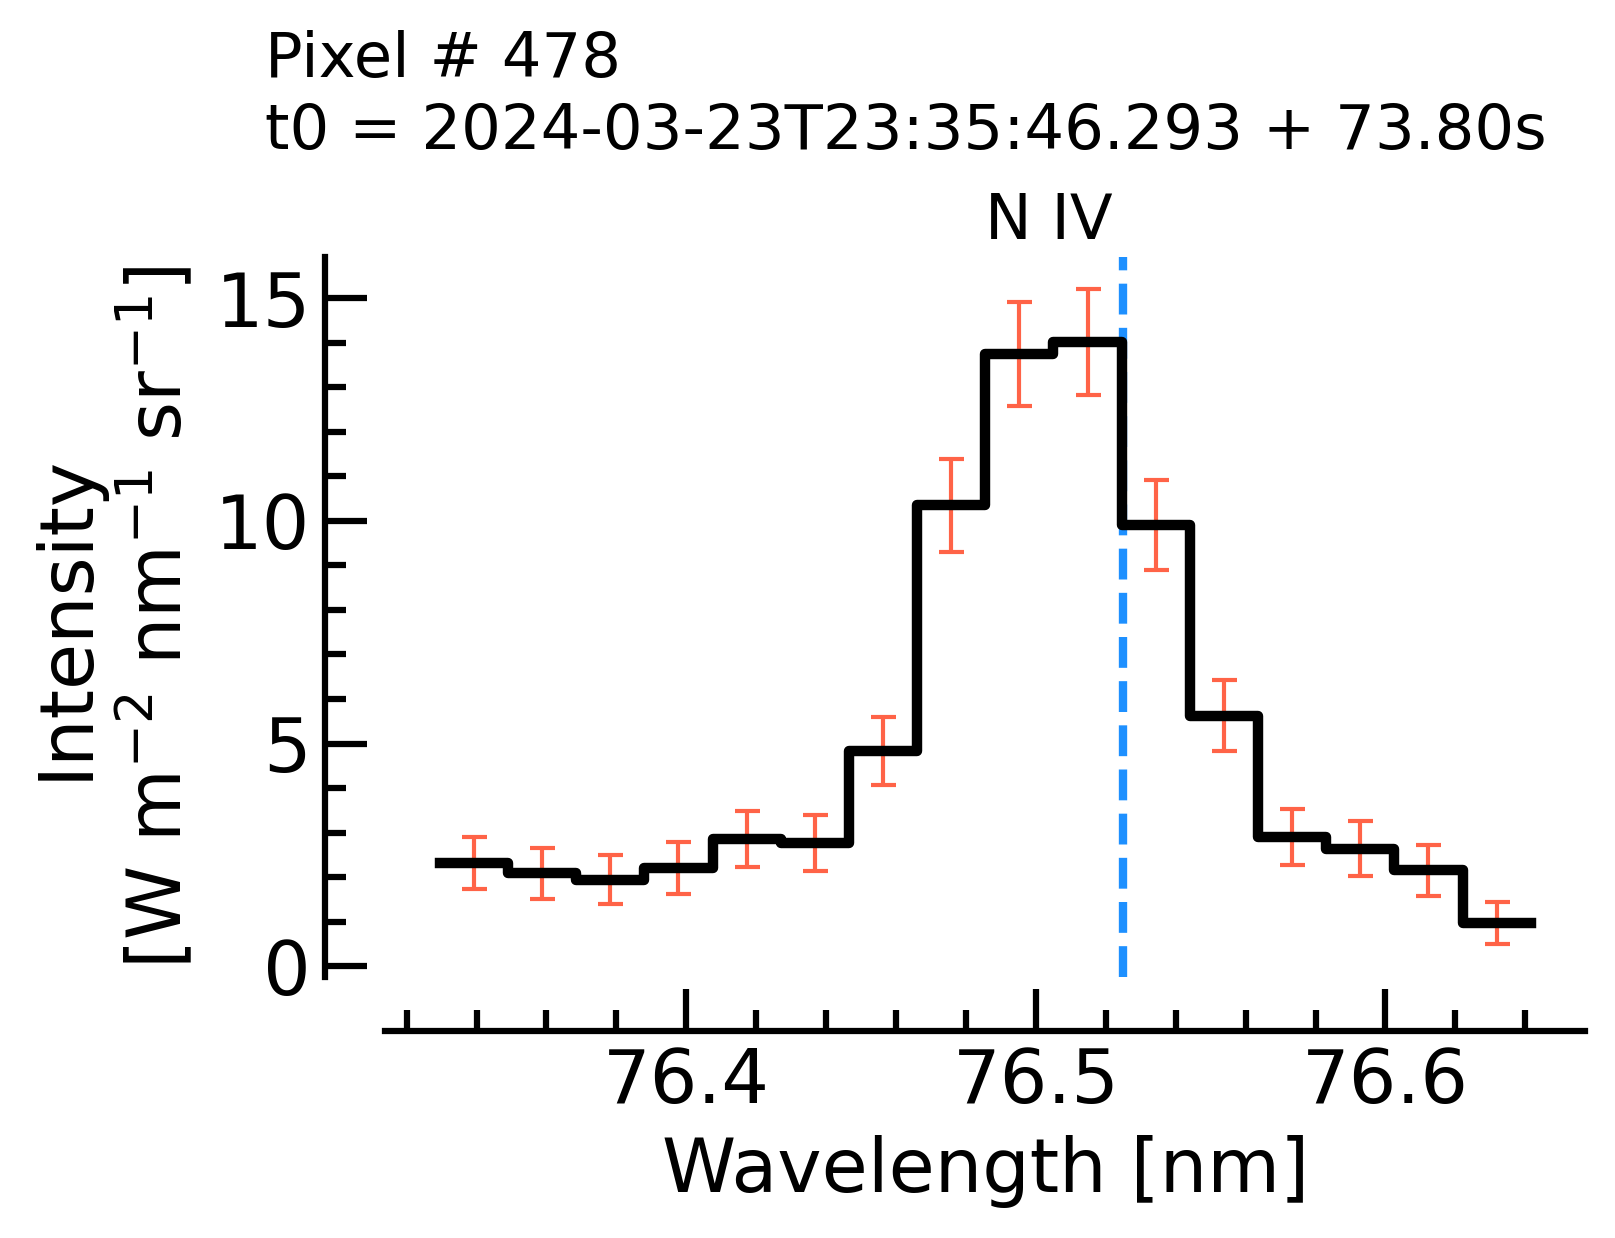 Pixel # 478
t0 = 2024-03-23T23:35:46.293 + 73.80s
N IV
Intensity
[W m⁻² nm⁻¹ sr⁻¹]
15
10
5
0
76.4 76.5 76.6
Wavelength [nm]